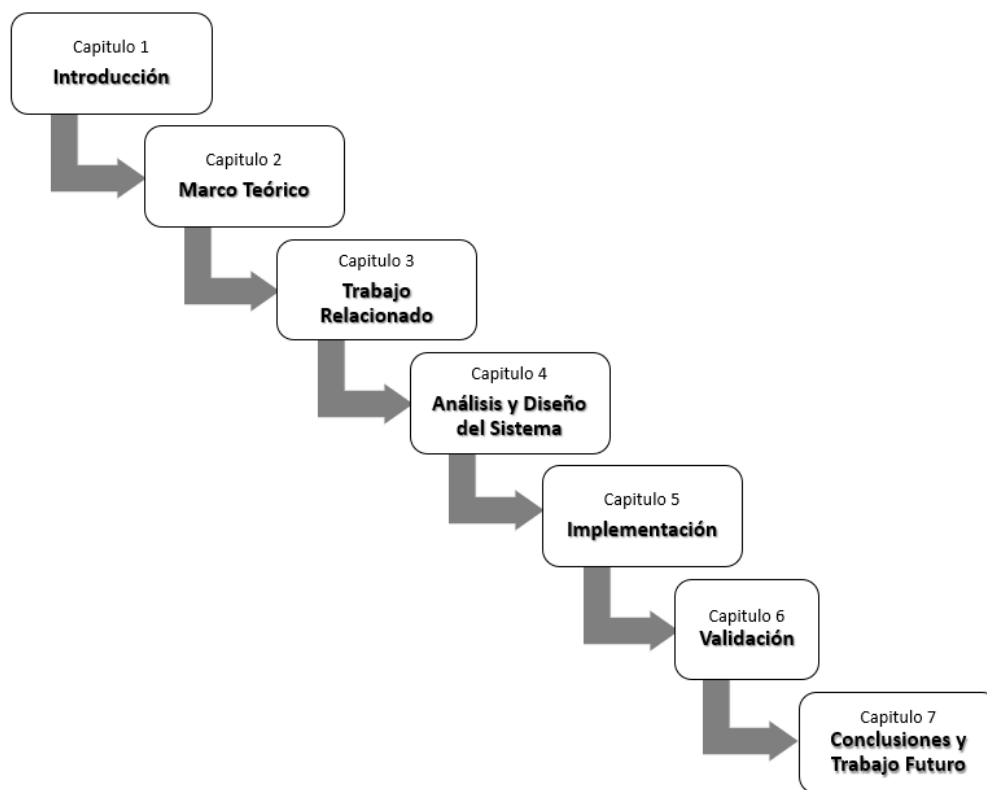 Capitulo 1
Introducción
Capitulo 2
Marco Teórico
Capitulo 3
Trabajo
Relacionado
Capitulo 4
Análisis y Diseño
del Sistema
Capitulo 5
Implementación
Capitulo 6
Validación
Capitulo 7
Conclusiones y
Trabajo Futuro